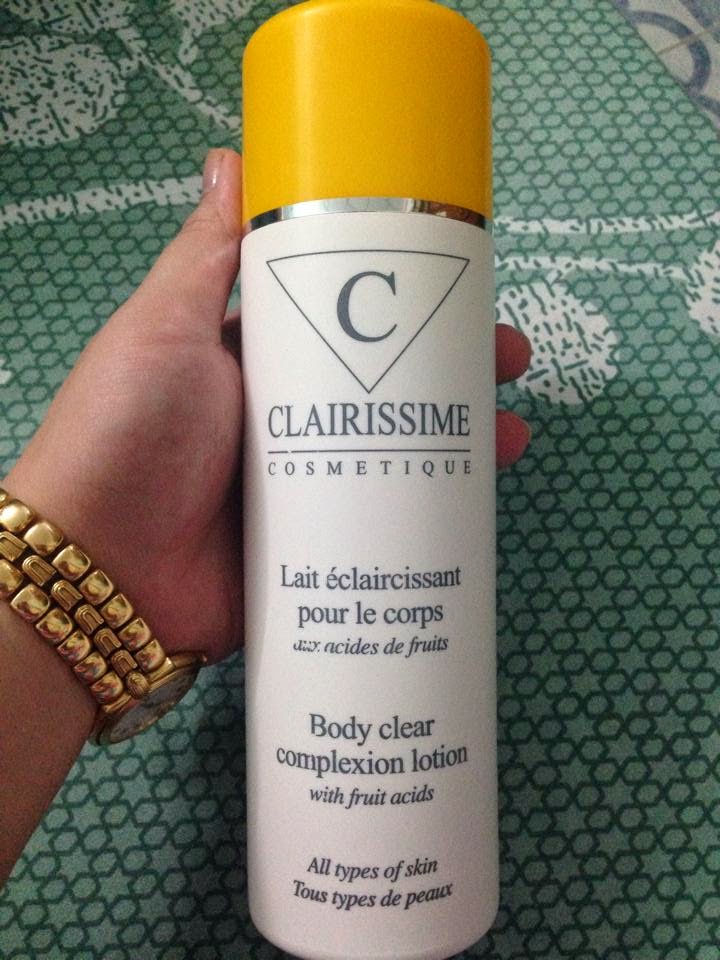 C
CLAIRISSIME
COSMETIQUE
Lait éclaircissant
pour le corps
aux acides de fruits
Body clear
complexion lotion
with fruit acids
All types of skin
Tous types de peaux